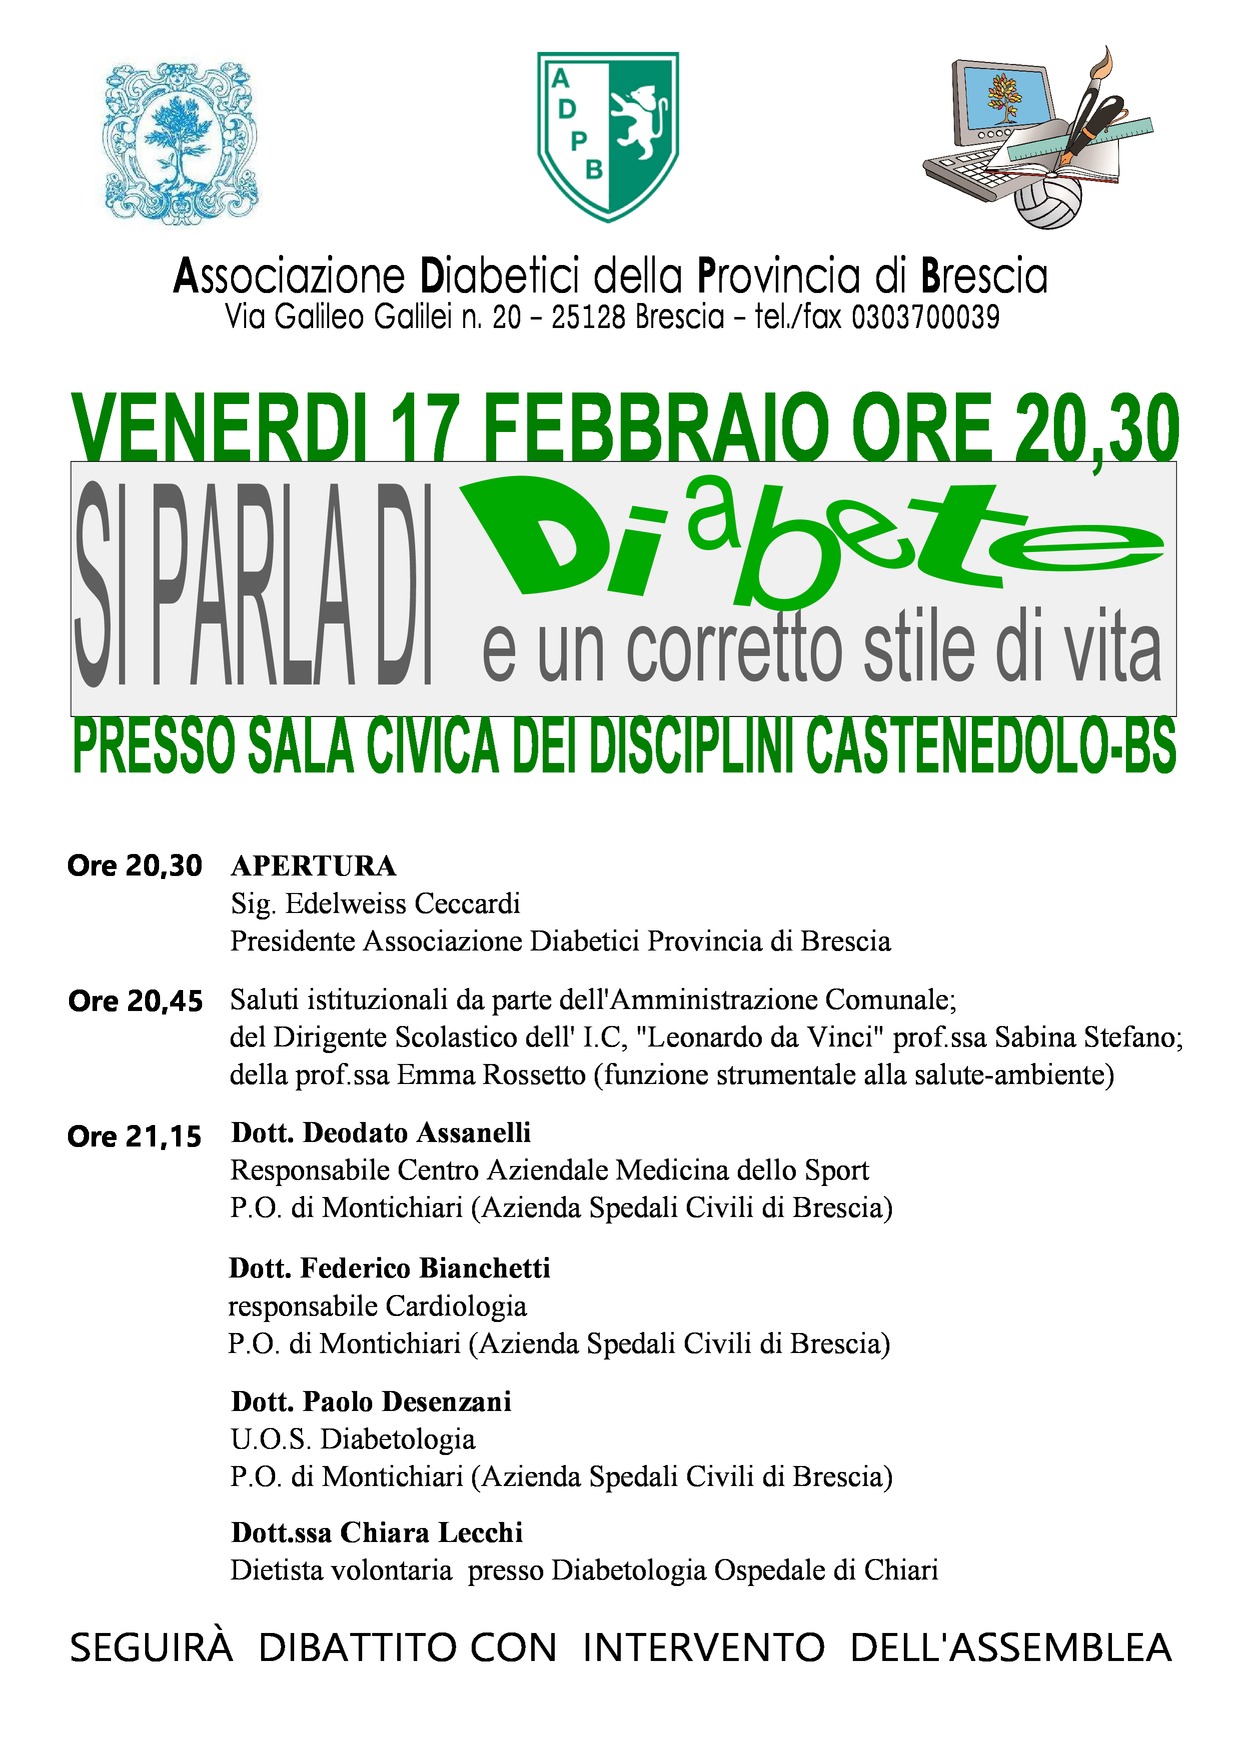 A
D
P
B
Associazione Diabetici della Provincia di Brescia
Via Galileo Galilei n. 20 – 25128 Brescia – tel./fax 0303700039
VENERDI 17 FEBBRAIO ORE 20,30
SI PARLA DI Diabete
e un corretto stile di vita
PRESSO SALA CIVICA DEI DISCIPLINI CASTENEDOLO-BS
Ore 20,30 APERTURA
Sig. Edelweiss Ceccardi
Presidente Associazione Diabetici Provincia di Brescia
Ore 20,45 Saluti istituzionali da parte dell'Amministrazione Comunale;
del Dirigente Scolastico dell' I.C, "Leonardo da Vinci" prof.ssa Sabina Stefano;
della prof.ssa Emma Rossetto (funzione strumentale alla salute-ambiente)
Ore 21,15 Dott. Deodato Assanelli
Responsabile Centro Aziendale Medicina dello Sport
P.O. di Montichiari (Azienda Spedali Civili di Brescia)
Dott. Federico Bianchetti
responsabile Cardiologia
P.O. di Montichiari (Azienda Spedali Civili di Brescia)
Dott. Paolo Desenzani
U.O.S. Diabetologia
P.O. di Montichiari (Azienda Spedali Civili di Brescia)
Dott.ssa Chiara Lecchi
Dietista volontaria presso Diabetologia Ospedale di Chiari
SEGUIRÀ DIBATTITO CON INTERVENTO DELL'ASSEMBLEA